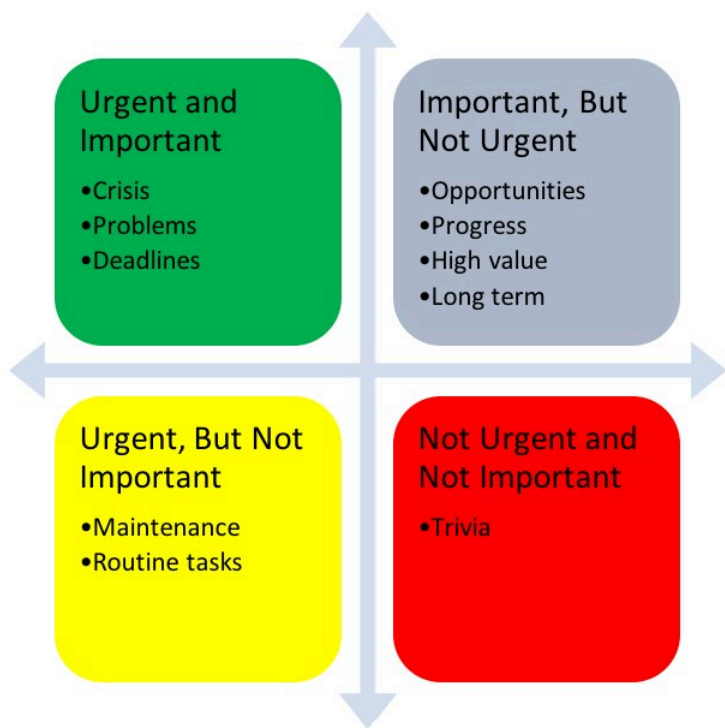 Urgent and
Important
•Crisis
•Problems
•Deadlines
Important, But
Not Urgent
•Opportunities
•Progress
•High value
•Long term
Urgent, But Not
Important
•Maintenance
•Routine tasks
Not Urgent and
Not Important
•Trivia